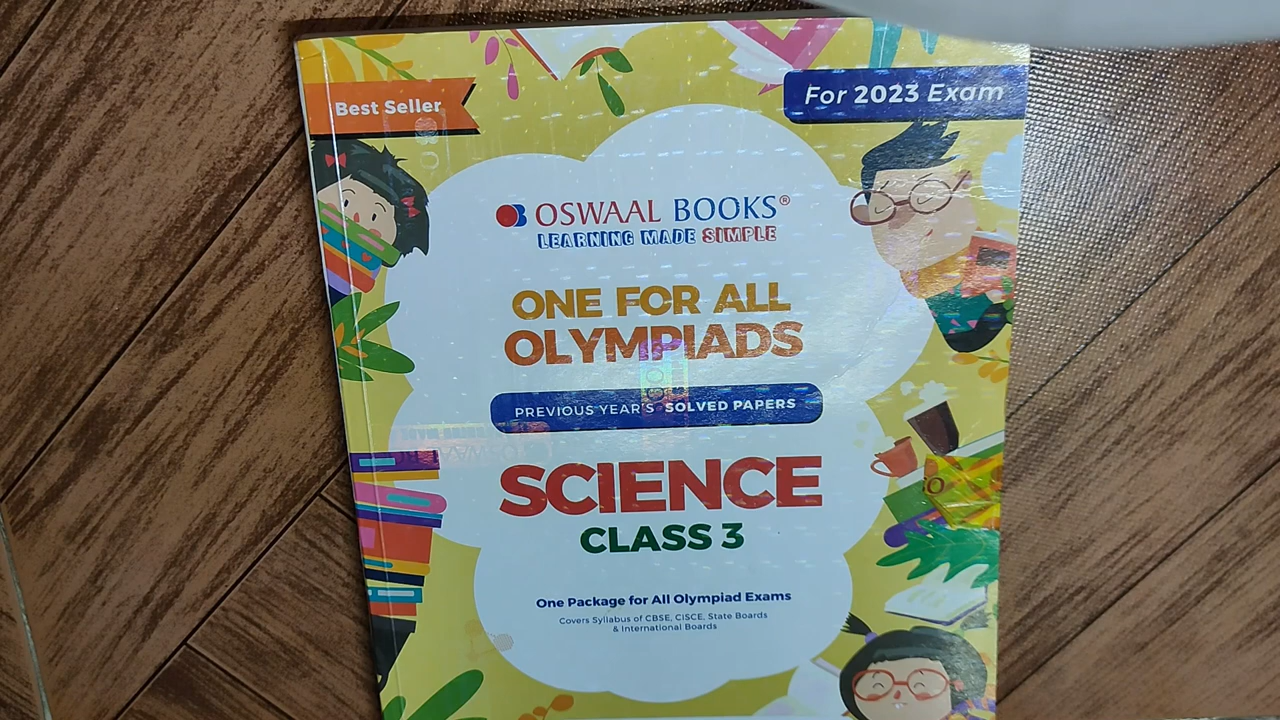 Best Seller
For 2023 Exam
OSWAAL BOOKS®
LEARNING MADE SIMPLE
ONE FOR ALL
OLYMPIADS
PREVIOUS YEAR'S SOLVED PAPERS
SCIENCE
CLASS 3
One Package for All Olympiad Exams
Covers Syllabus of CBSE, CISCE, State Boards
& International Boards